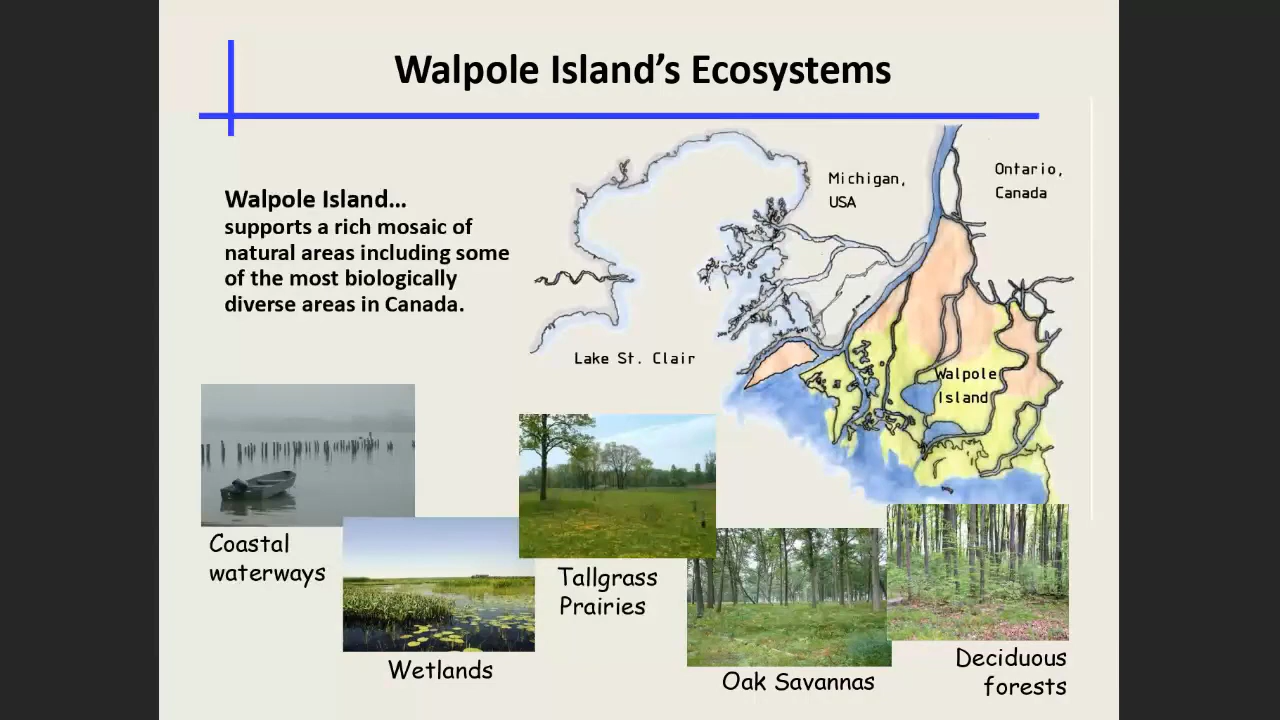 Walpole Island’s Ecosystems
Walpole Island...
supports a rich mosaic of
natural areas including some
of the most biologically
diverse areas in Canada.
Michigan,
USA
Ontario,
Canada
Lake St. Clair
Walpole
Island
Coastal
waterways
Wetlands
Tallgrass
Prairies
Oak Savannas
Deciduous
forests